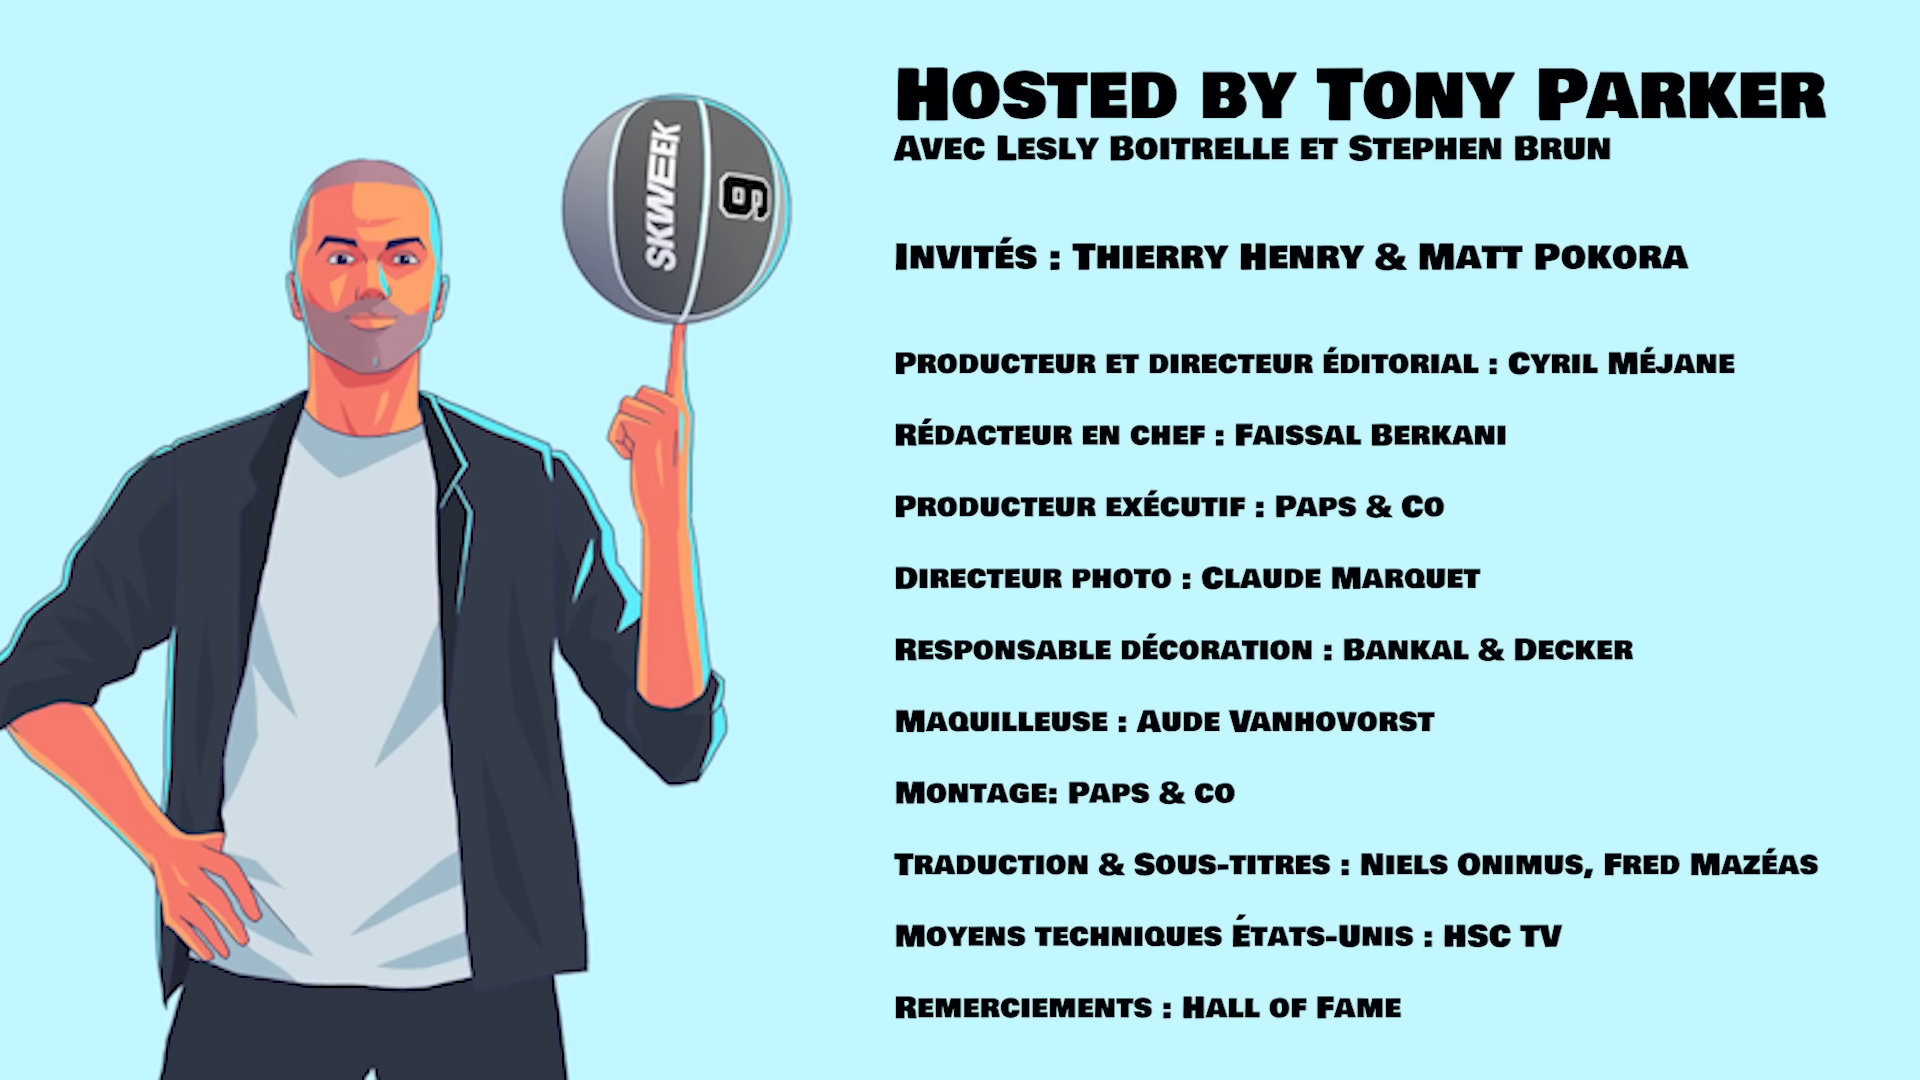 SKWEEK
9
Hosted by Tony Parker
Avec Lesly Boitrelle et Stephen Brun
Invités : Thierry Henry & Matt Pokora
Producteur et directeur éditorial : Cyril Méjane
Rédacteur en chef : Faissal Berkani
Producteur exécutif : Paps & Co
Directeur photo : Claude Marquet
Responsable décoration : Bankal & Decker
Maquilleuse : Aude Vanhovorst
Montage: Paps & co
Traduction & Sous-titres : Niels Onimus, Fred Mazéas
Moyens techniques États-Unis : HSC TV
Remerciements : Hall of Fame